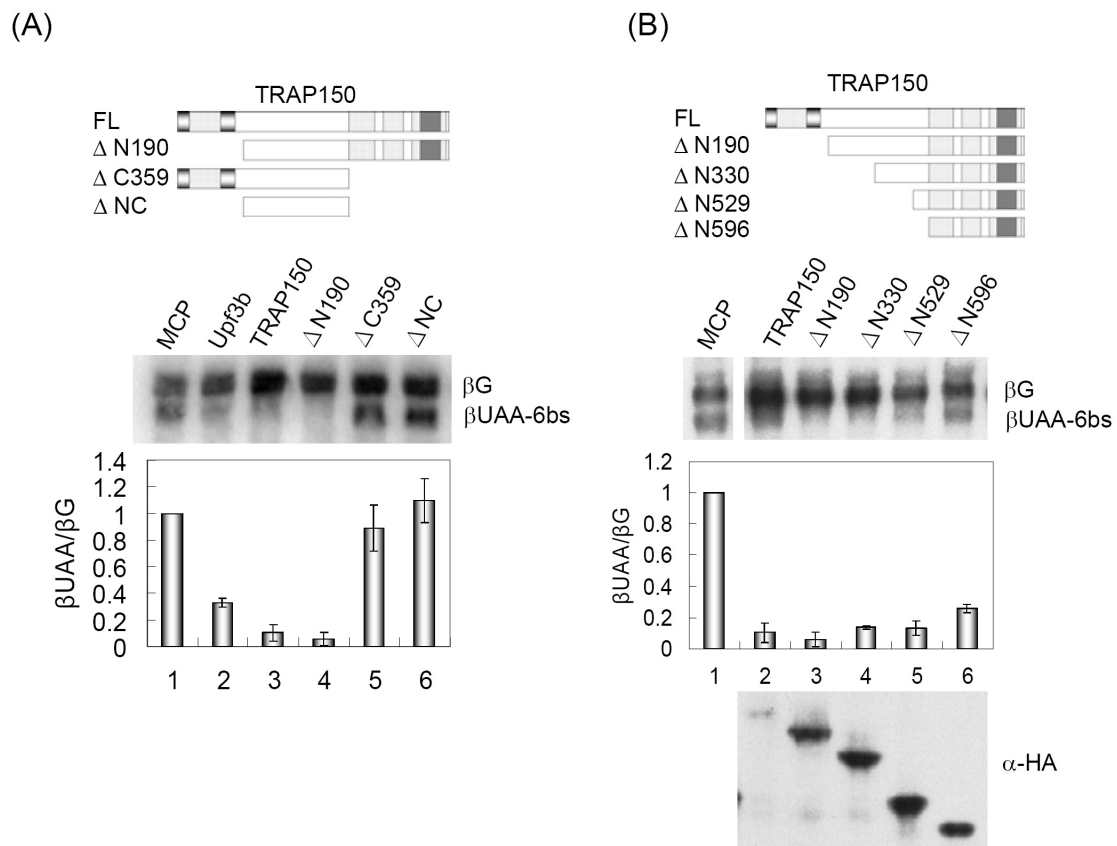 (A)
TRAP150
FL
Δ N190
Δ C359
Δ NC
MCP
Upf3b
TRAP150
Δ N190
Δ C359
Δ NC
βG
βUAA-6bs
βUAA/βG
1.4
1.2
1
0.8
0.6
0.4
0.2
0
1 2 3 4 5 6
(B)
TRAP150
FL
Δ N190
Δ N330
Δ N529
Δ N596
MCP
TRAP150
Δ N190
Δ N330
Δ N529
Δ N596
βG
βUAA-6bs
βUAA/βG
1.2
1
0.8
0.6
0.4
0.2
0
1 2 3 4 5 6
α-HA